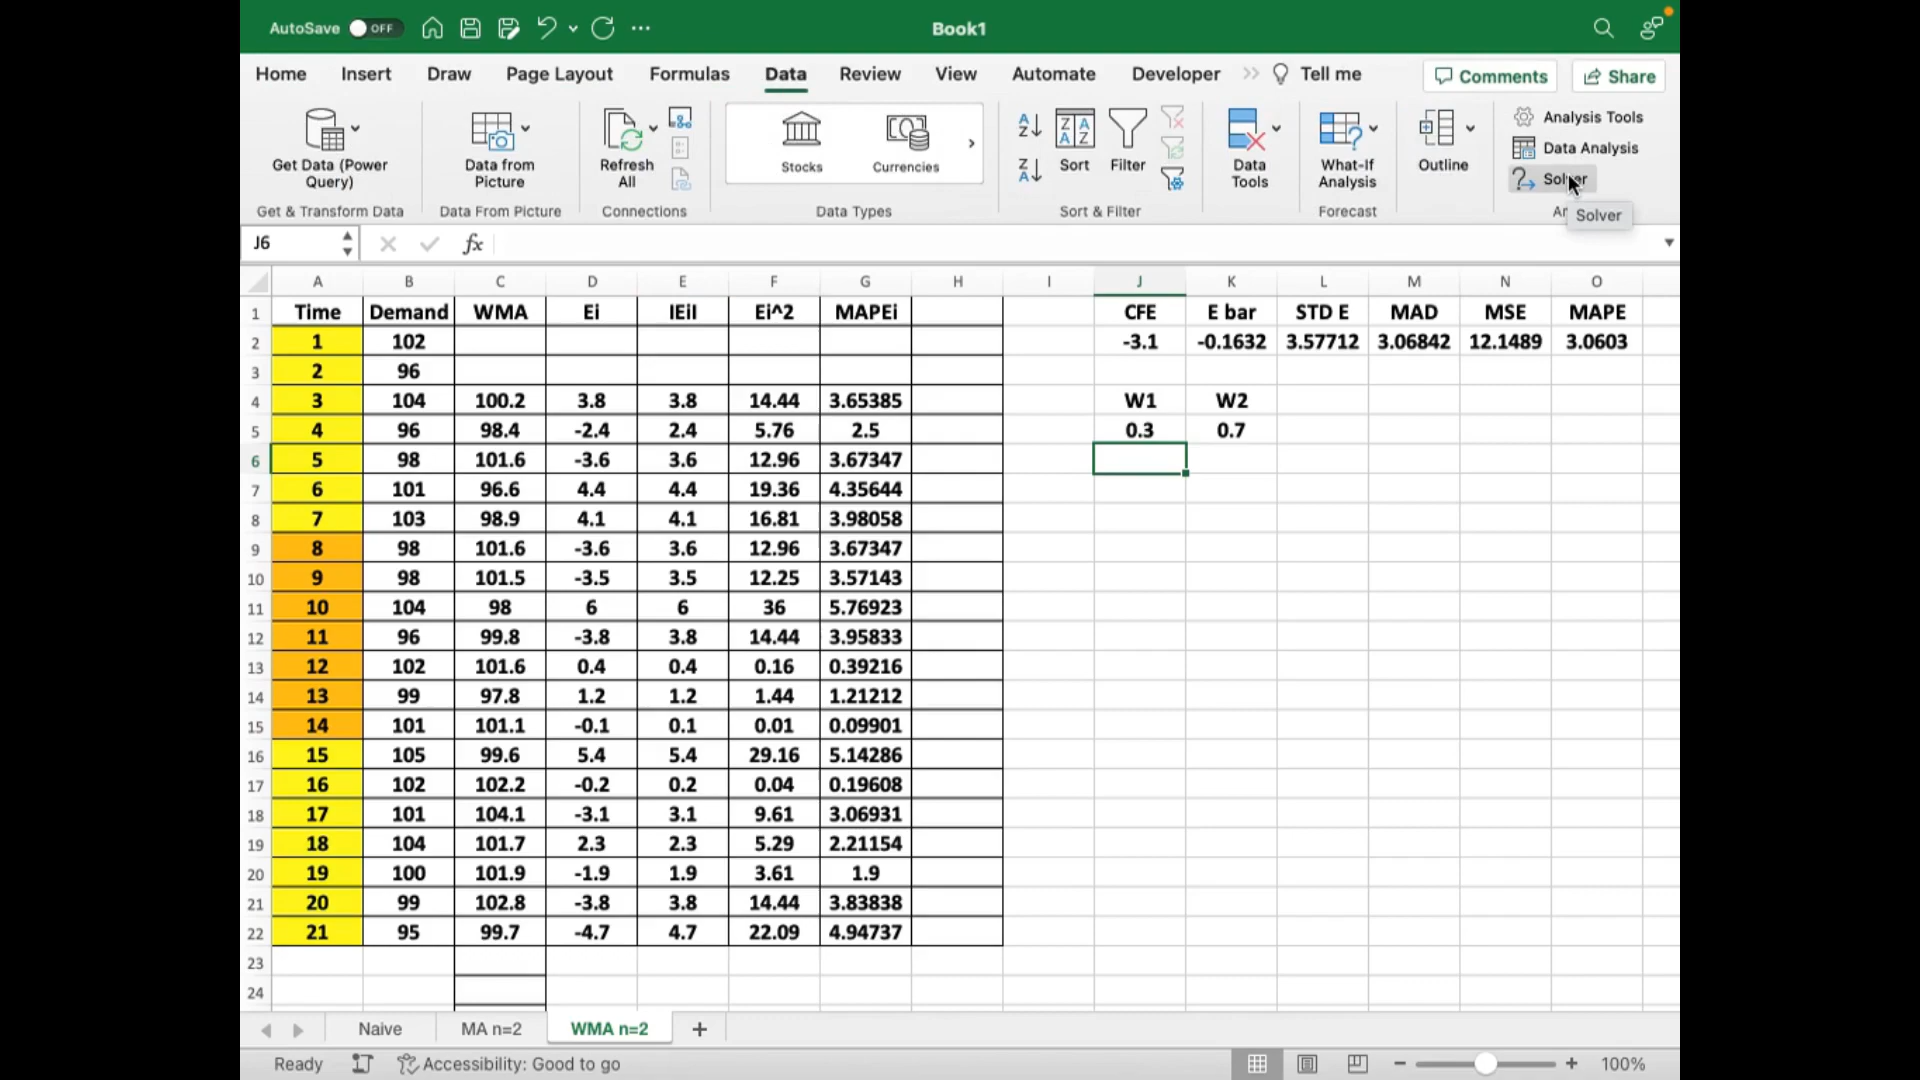 AutoSave OFF Book1
Home Insert Draw Page Layout Formulas Data Review View Automate Developer >> Tell me Comments Share
Get Data (Power Query)
Data from Picture
Refresh All
Stocks Currencies
Sort Filter
Data Tools
What-If Analysis
Outline
Analysis Tools
Data Analysis
Solver
Get & Transform Data Data From Picture Connections Data Types Sort & Filter Forecast
Solver
J6 fx
A B C D E F G H I J K L M N O
1 Time Demand WMA Ei IEiI Ei^2 MAPEi CFE E bar STD E MAD MSE MAPE
2 1 102 -3.1 -0.1632 3.57712 3.06842 12.1489 3.0603
3 2 96
4 3 104 100.2 3.8 3.8 14.44 3.65385 W1 W2
5 4 96 98.4 -2.4 2.4 5.76 2.5 0.3 0.7
6 5 98 101.6 -3.6 3.6 12.96 3.67347
7 6 101 96.6 4.4 4.4 19.36 4.35644
8 7 103 98.9 4.1 4.1 16.81 3.98058
9 8 98 101.6 -3.6 3.6 12.96 3.67347
10 9 98 101.5 -3.5 3.5 12.25 3.57143
11 10 104 98 6 6 36 5.76923
12 11 96 99.8 -3.8 3.8 14.44 3.95833
13 12 102 101.6 0.4 0.4 0.16 0.39216
14 13 99 97.8 1.2 1.2 1.44 1.21212
15 14 101 101.1 -0.1 0.1 0.01 0.09901
16 15 105 99.6 5.4 5.4 29.16 5.14286
17 16 102 102.2 -0.2 0.2 0.04 0.19608
18 17 101 104.1 -3.1 3.1 9.61 3.06931
19 18 104 101.7 2.3 2.3 5.29 2.21154
20 19 100 101.9 -1.9 1.9 3.61 1.9
21 20 99 102.8 -3.8 3.8 14.44 3.83838
22 21 95 99.7 -4.7 4.7 22.09 4.94737
23
24
Naive MA n=2 WMA n=2 +
Ready Accessibility: Good to go 100%